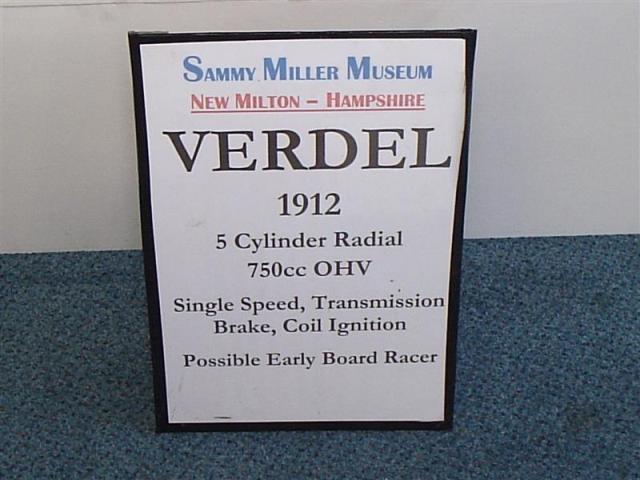 SAMMY MILLER MUSEUM
NEW MILTON – HAMPSHIRE
VERDEL
1912
5 Cylinder Radial
750cc OHV
Single Speed, Transmission
Brake, Coil Ignition
Possible Early Board Racer